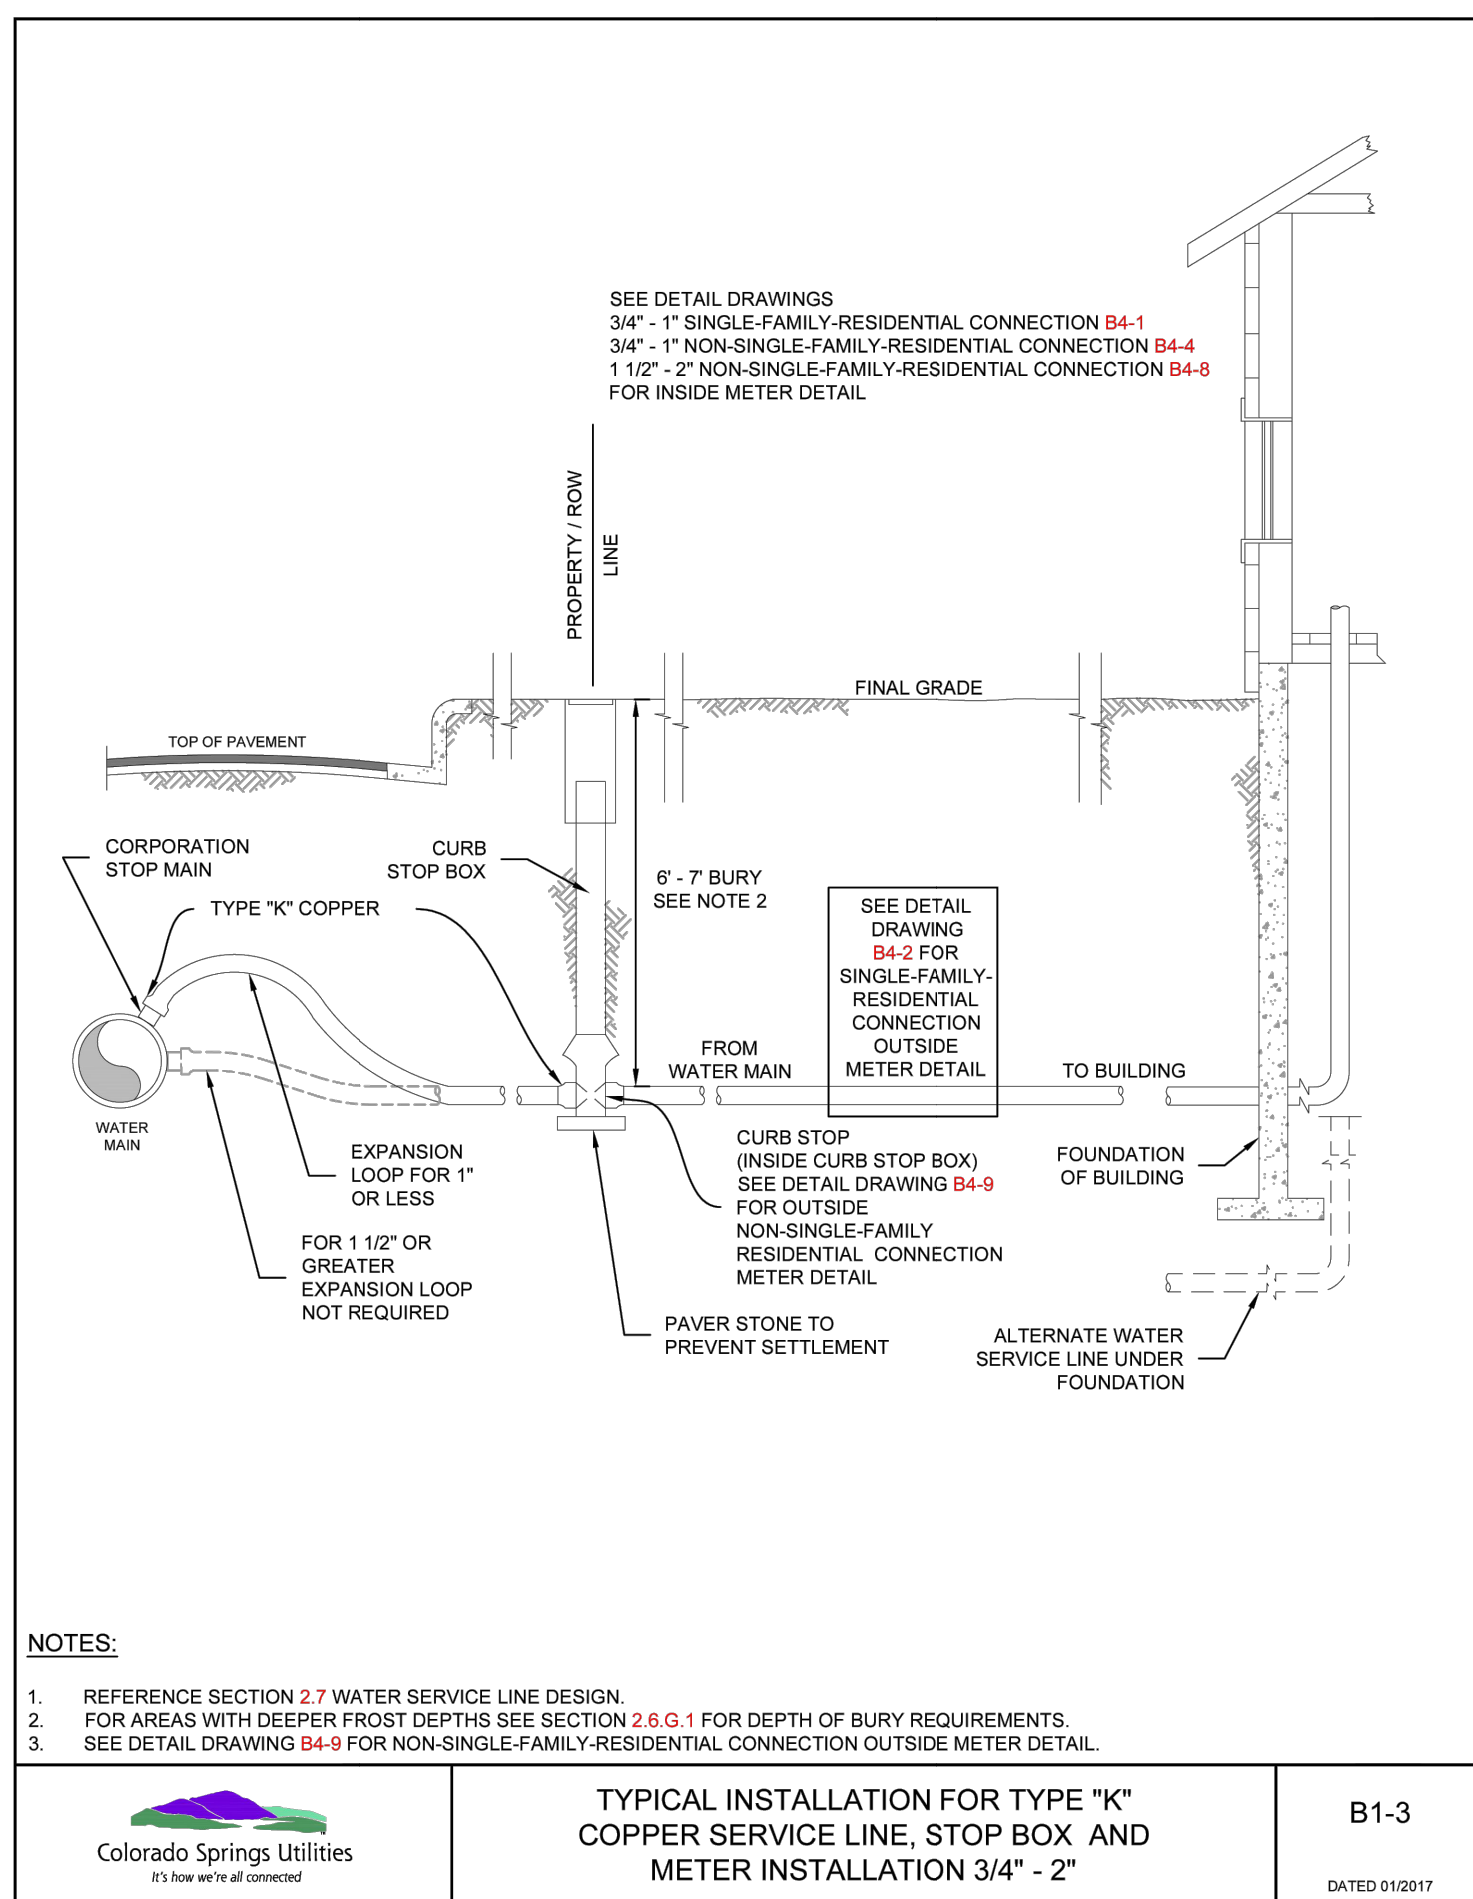 SEE DETAIL DRAWINGS
3/4" - 1" SINGLE-FAMILY-RESIDENTIAL CONNECTION B4-1
3/4" - 1" NON-SINGLE-FAMILY-RESIDENTIAL CONNECTION B4-4
1 1/2" - 2" NON-SINGLE-FAMILY-RESIDENTIAL CONNECTION B4-8
FOR INSIDE METER DETAIL
PROPERTY / ROW
LINE
FINAL GRADE
TOP OF PAVEMENT
CORPORATION
STOP MAIN
CURB
STOP BOX
TYPE "K" COPPER
6' - 7' BURY
SEE NOTE 2
SEE DETAIL
DRAWING
B4-2 FOR
SINGLE-FAMILY-
RESIDENTIAL
CONNECTION
OUTSIDE
METER DETAIL
FROM
WATER MAIN
TO BUILDING
WATER
MAIN
EXPANSION
LOOP FOR 1"
OR LESS
FOR 1 1/2" OR
GREATER
EXPANSION LOOP
NOT REQUIRED
CURB STOP
(INSIDE CURB STOP BOX)
SEE DETAIL DRAWING B4-9
FOR OUTSIDE
NON-SINGLE-FAMILY
RESIDENTIAL CONNECTION
METER DETAIL
FOUNDATION
OF BUILDING
PAVER STONE TO
PREVENT SETTLEMENT
ALTERNATE WATER
SERVICE LINE UNDER
FOUNDATION
NOTES:
1. REFERENCE SECTION 2.7 WATER SERVICE LINE DESIGN.
2. FOR AREAS WITH DEEPER FROST DEPTHS SEE SECTION 2.6.G.1 FOR DEPTH OF BURY REQUIREMENTS.
3. SEE DETAIL DRAWING B4-9 FOR NON-SINGLE-FAMILY-RESIDENTIAL CONNECTION OUTSIDE METER DETAIL.
Colorado Springs Utilities
It's how we're all connected
TYPICAL INSTALLATION FOR TYPE "K"
COPPER SERVICE LINE, STOP BOX AND
METER INSTALLATION 3/4" - 2"
B1-3
DATED 01/2017